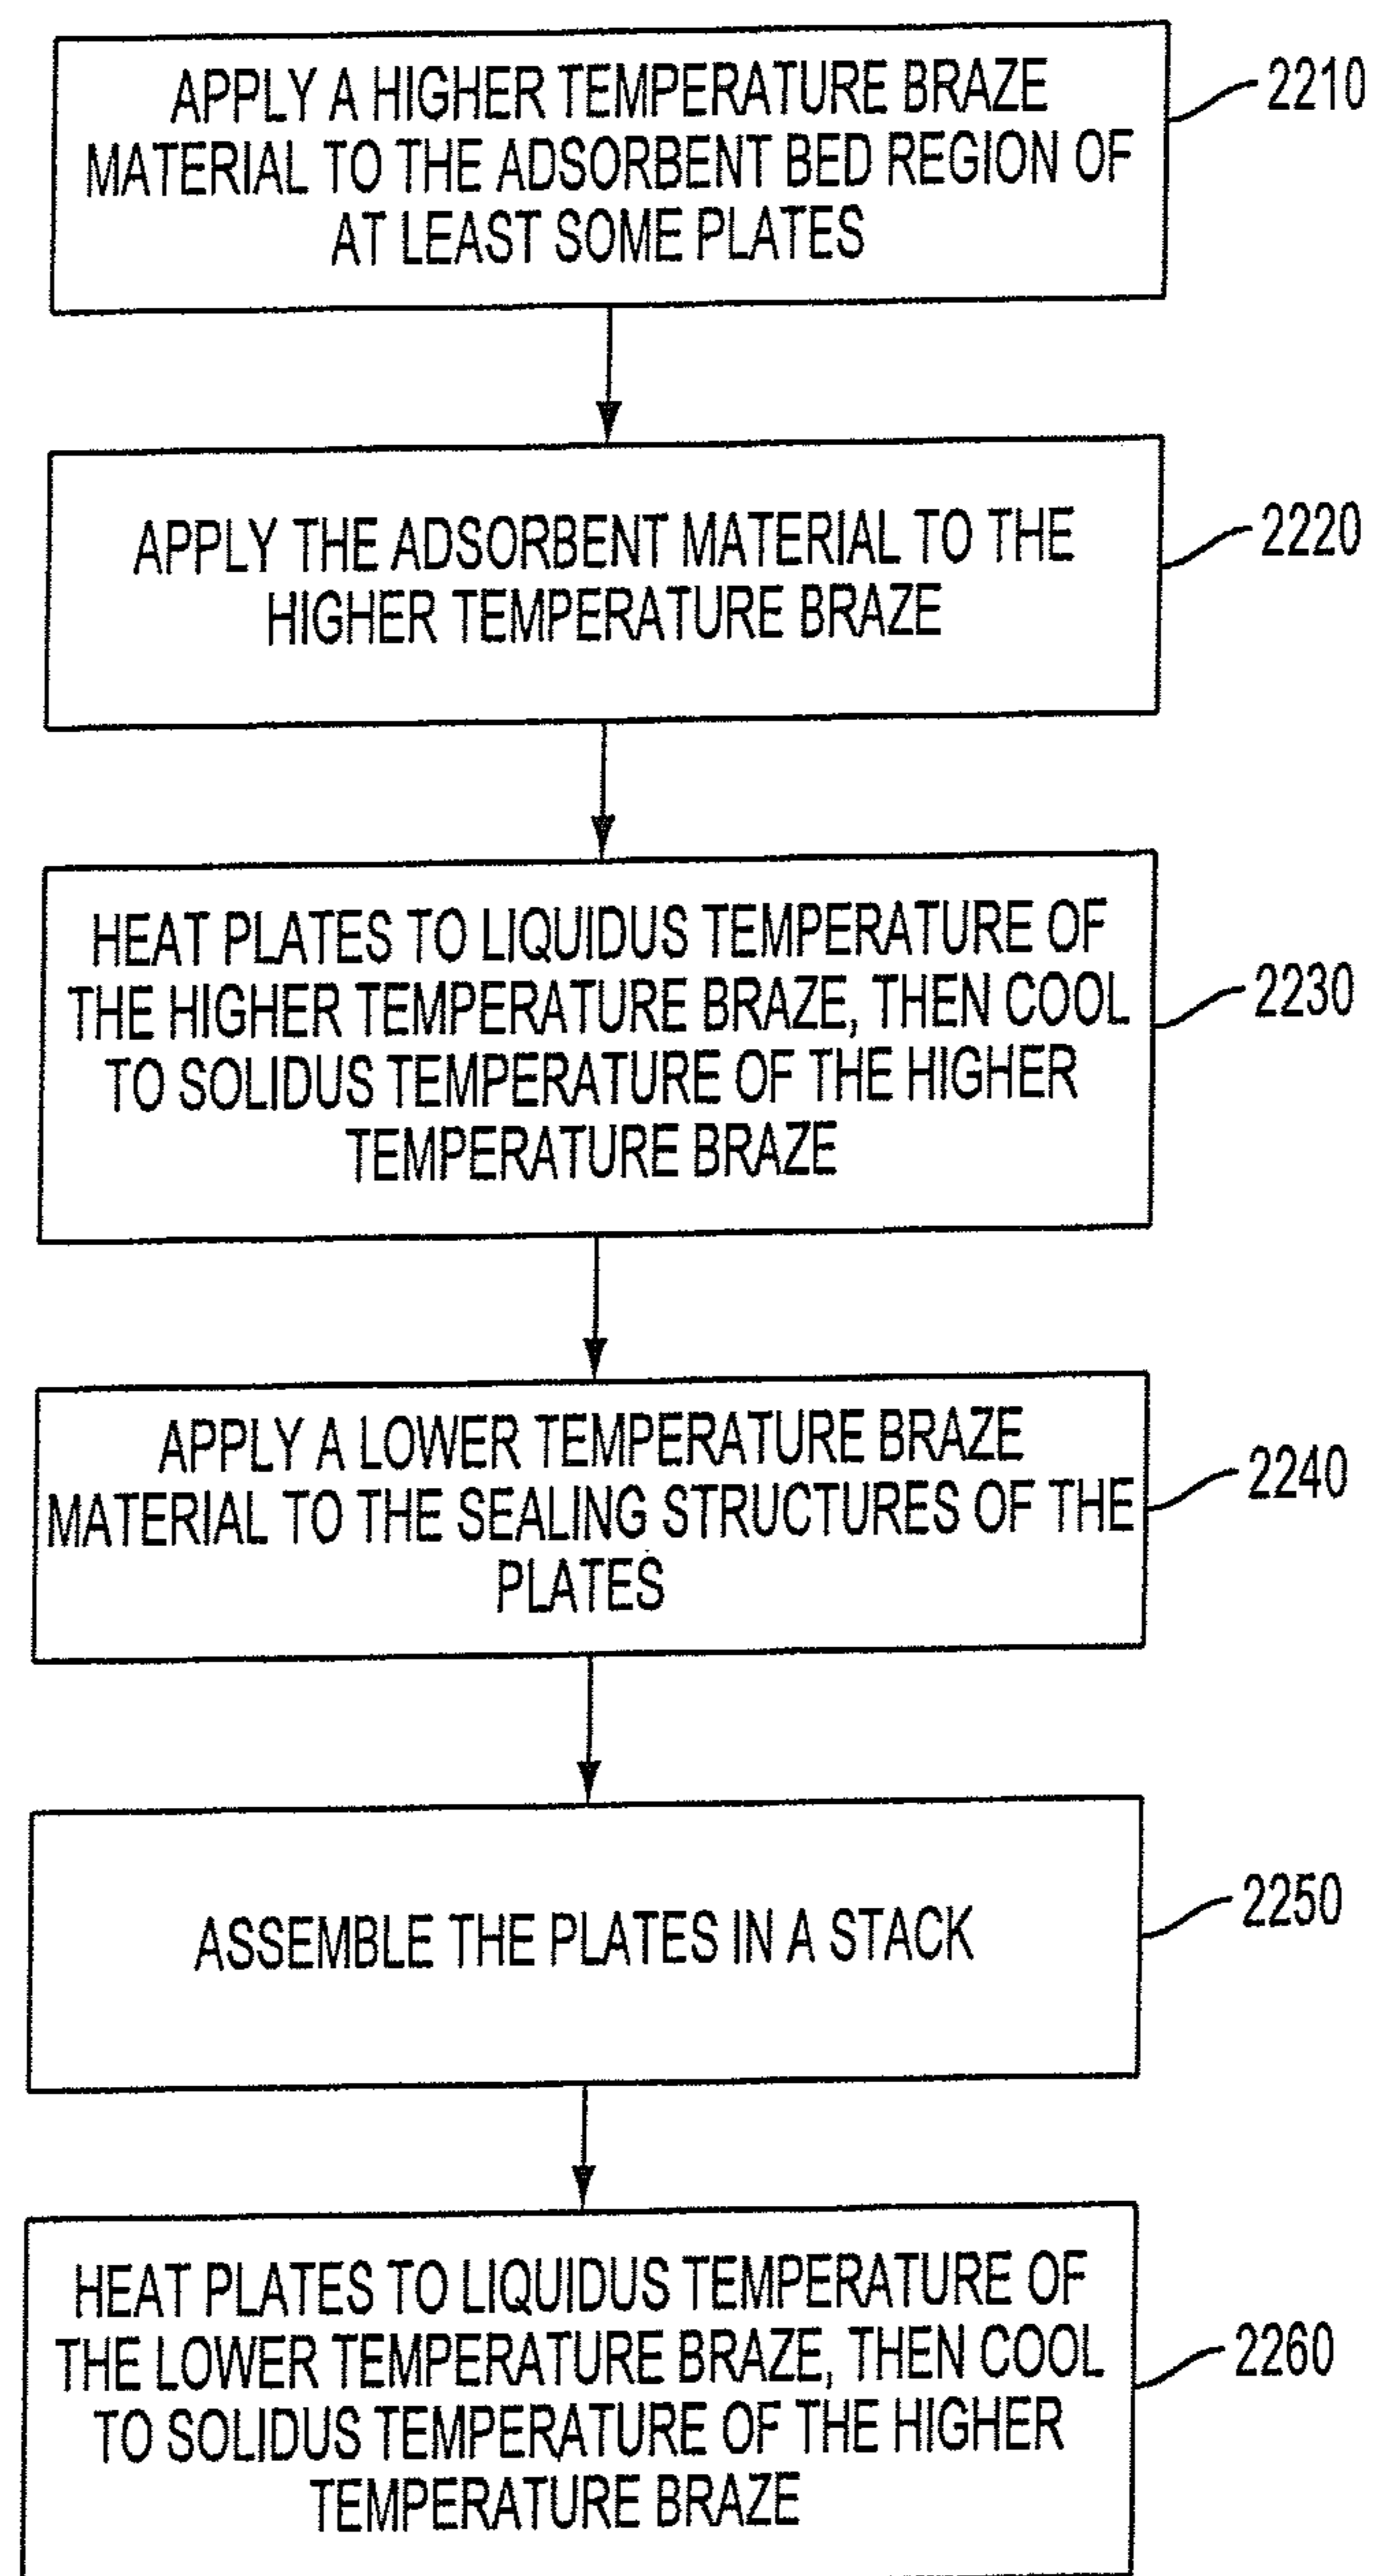 APPLY A HIGHER TEMPERATURE BRAZE
MATERIAL TO THE ADSORBENT BED REGION OF
AT LEAST SOME PLATES
2210
APPLY THE ADSORBENT MATERIAL TO THE
HIGHER TEMPERATURE BRAZE
2220
HEAT PLATES TO LIQUIDUS TEMPERATURE OF
THE HIGHER TEMPERATURE BRAZE, THEN COOL
TO SOLIDUS TEMPERATURE OF THE HIGHER
TEMPERATURE BRAZE
2230
APPLY A LOWER TEMPERATURE BRAZE
MATERIAL TO THE SEALING STRUCTURES OF THE
PLATES
2240
ASSEMBLE THE PLATES IN A STACK
2250
HEAT PLATES TO LIQUIDUS TEMPERATURE OF
THE LOWER TEMPERATURE BRAZE, THEN COOL
TO SOLIDUS TEMPERATURE OF THE HIGHER
TEMPERATURE BRAZE
2260